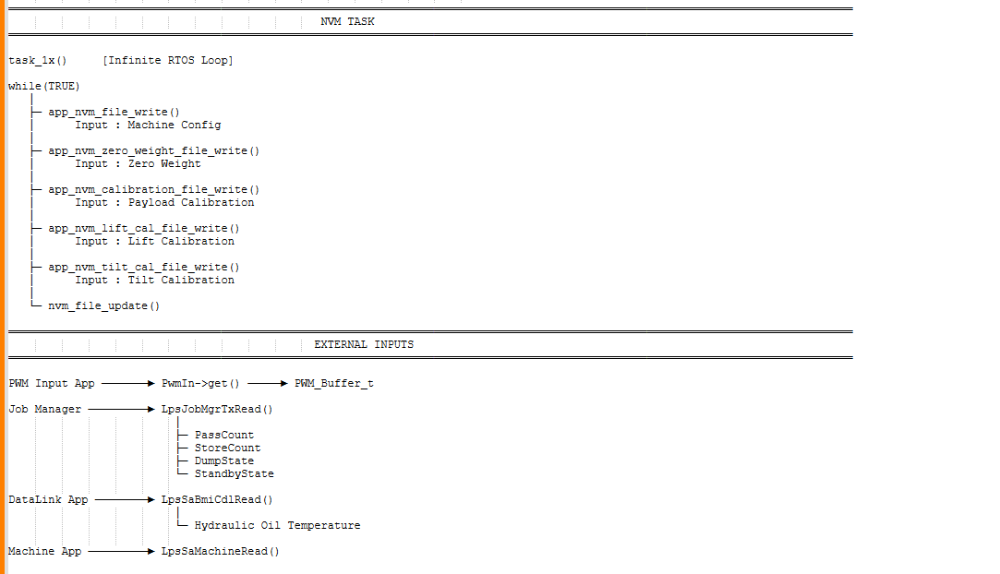 NVM TASK
task_1x() [Infinite RTOS Loop]
while(TRUE)
app_nvm_file_write()
Input : Machine Config
app_nvm_zero_weight_file_write()
Input : Zero Weight
app_nvm_calibration_file_write()
Input : Payload Calibration
app_nvm_lift_cal_file_write()
Input : Lift Calibration
app_nvm_tilt_cal_file_write()
Input : Tilt Calibration
nvm_file_update()
EXTERNAL INPUTS
PWM Input App ────────► PwmIn->get() ──────► PWM_Buffer_t
Job Manager ──────────► LpsJobMgrTxRead()
PassCount
StoreCount
DumpState
StandbyState
DataLink App ─────────► LpsSaBmiCdlRead()
Hydraulic Oil Temperature
Machine App ──────────► LpsSaMachineRead()